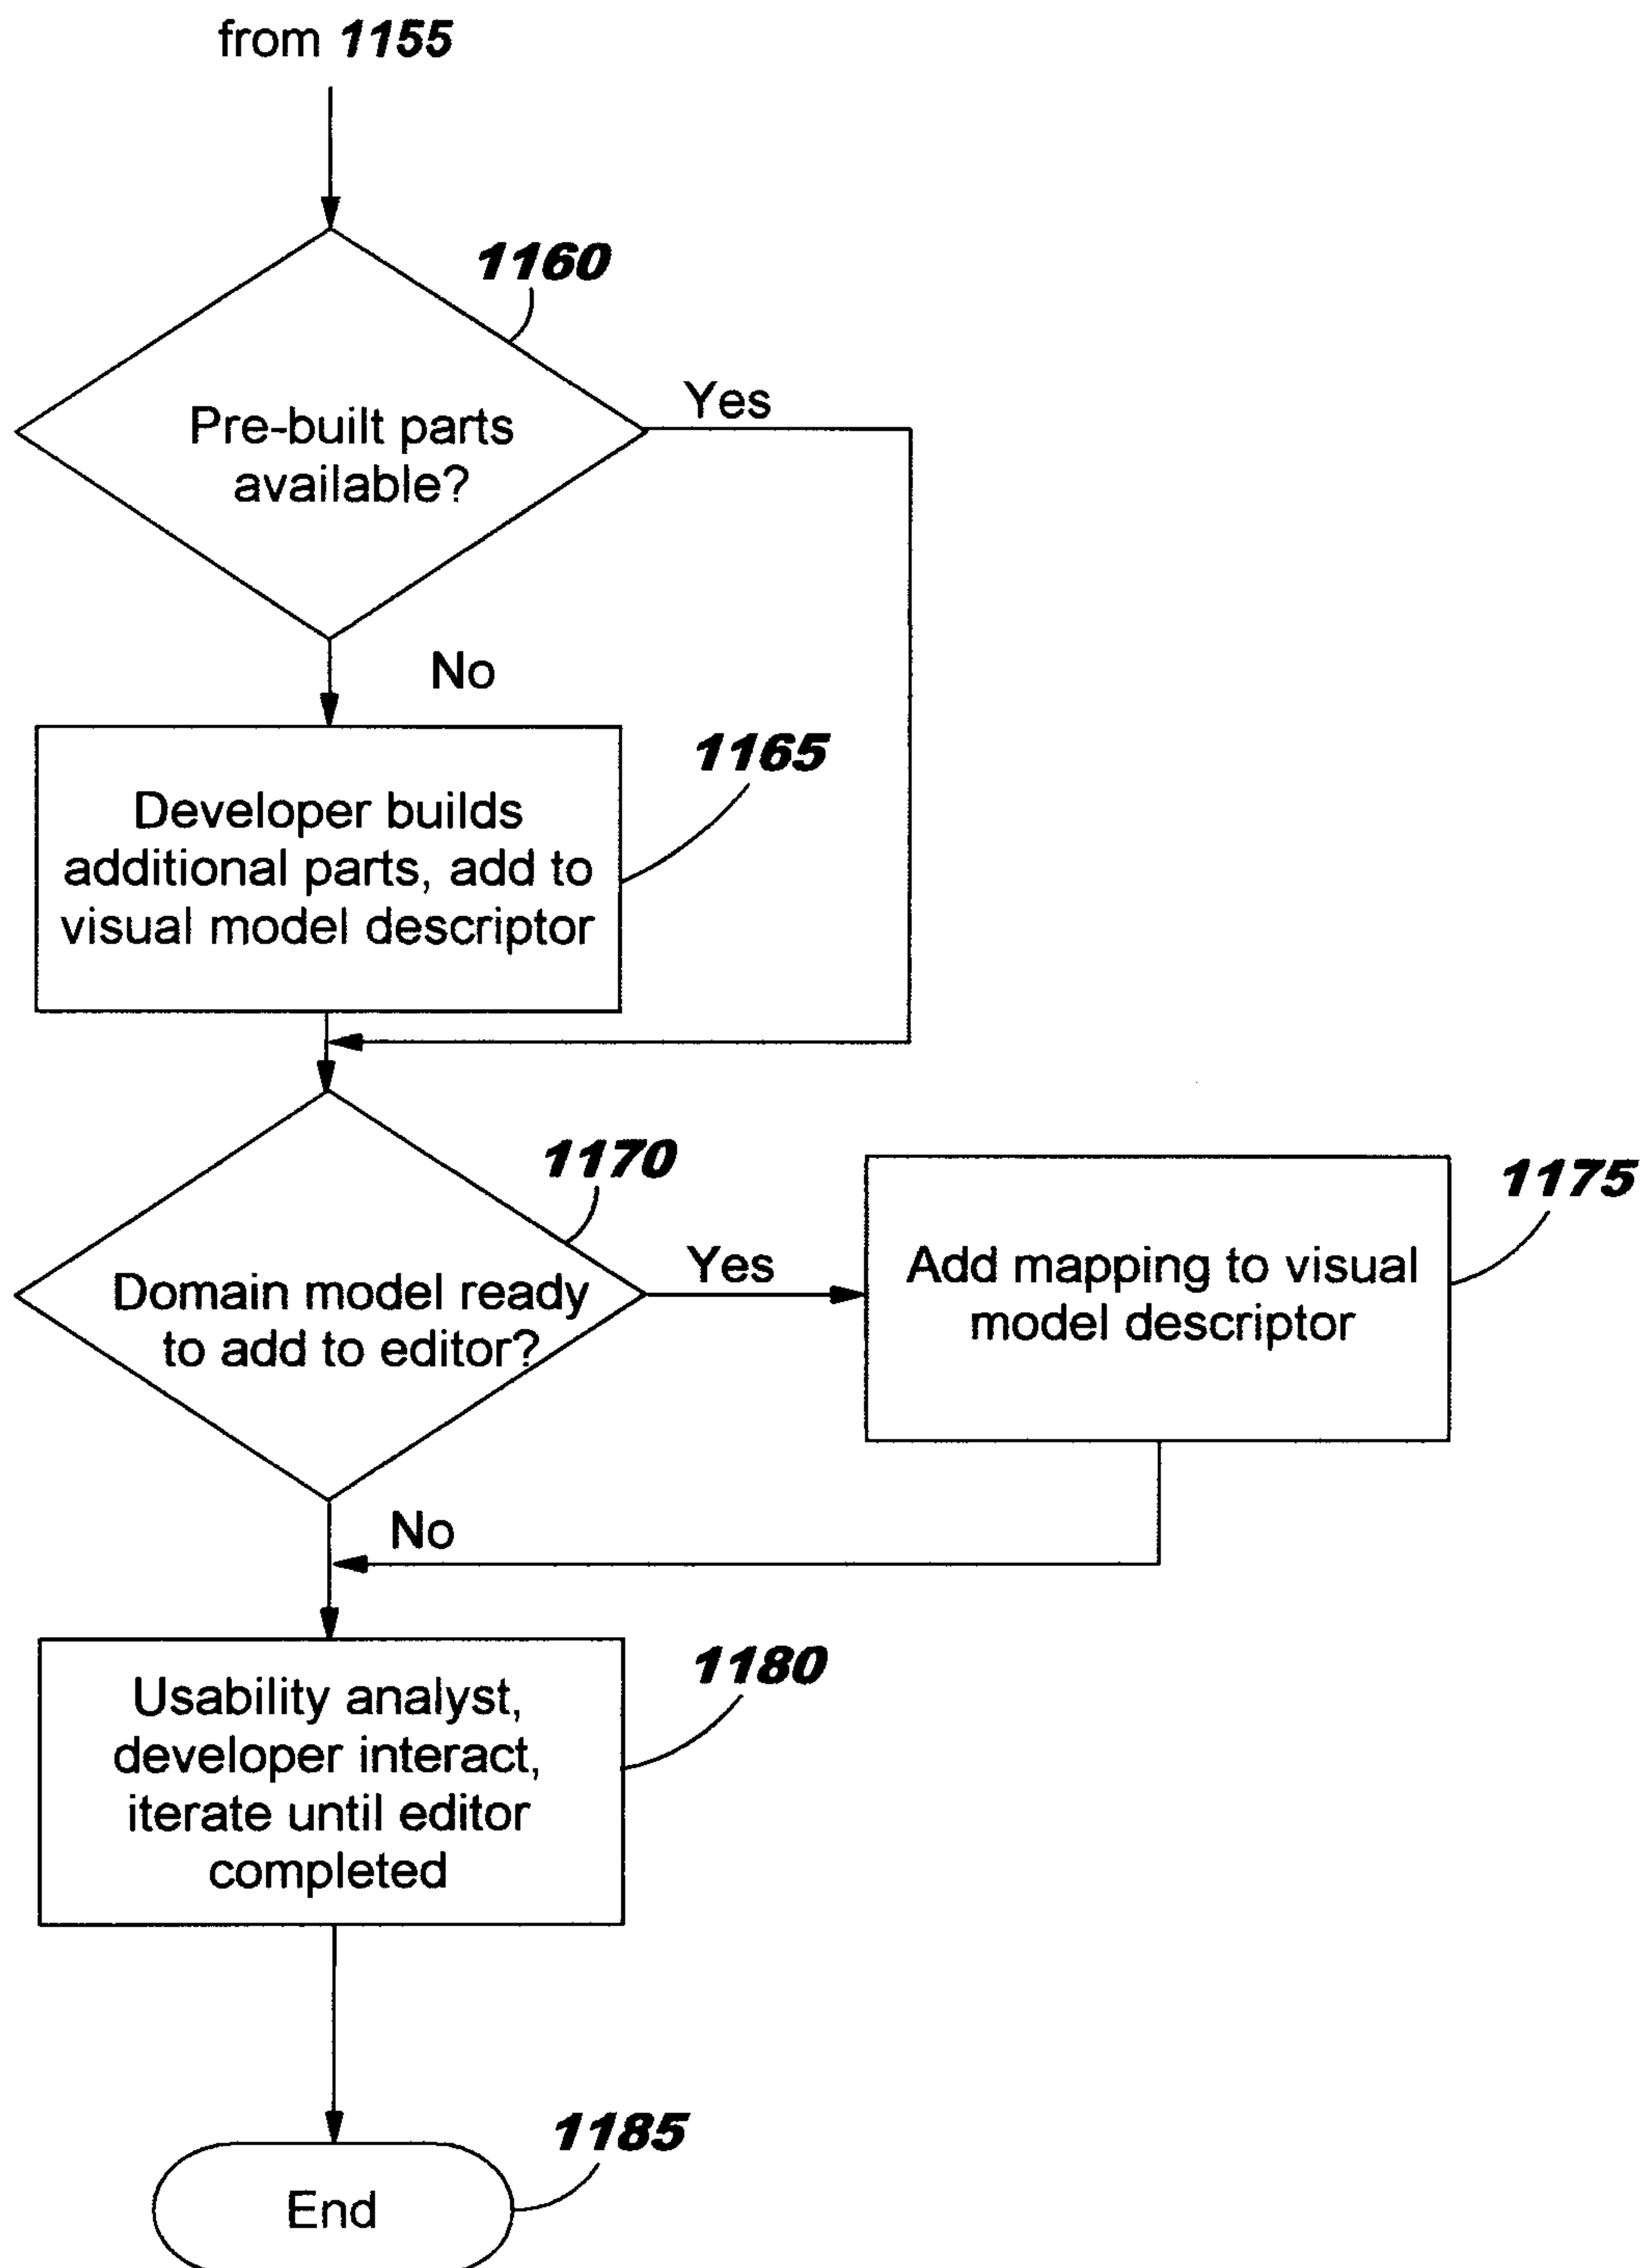 from 1155
1160
Yes
Pre-built parts
available?
No
1165
Developer builds
additional parts, add to
visual model descriptor
1170
1175
Yes
Domain model ready
to add to editor?
Add mapping to visual
model descriptor
No
1180
Usability analyst,
developer interact,
iterate until editor
completed
1185
End